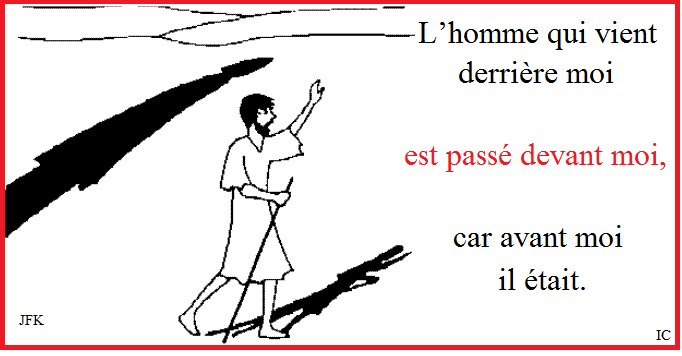 L’homme qui vient
derrière moi
est passé devant moi,
car avant moi
il était.
JFK
IC